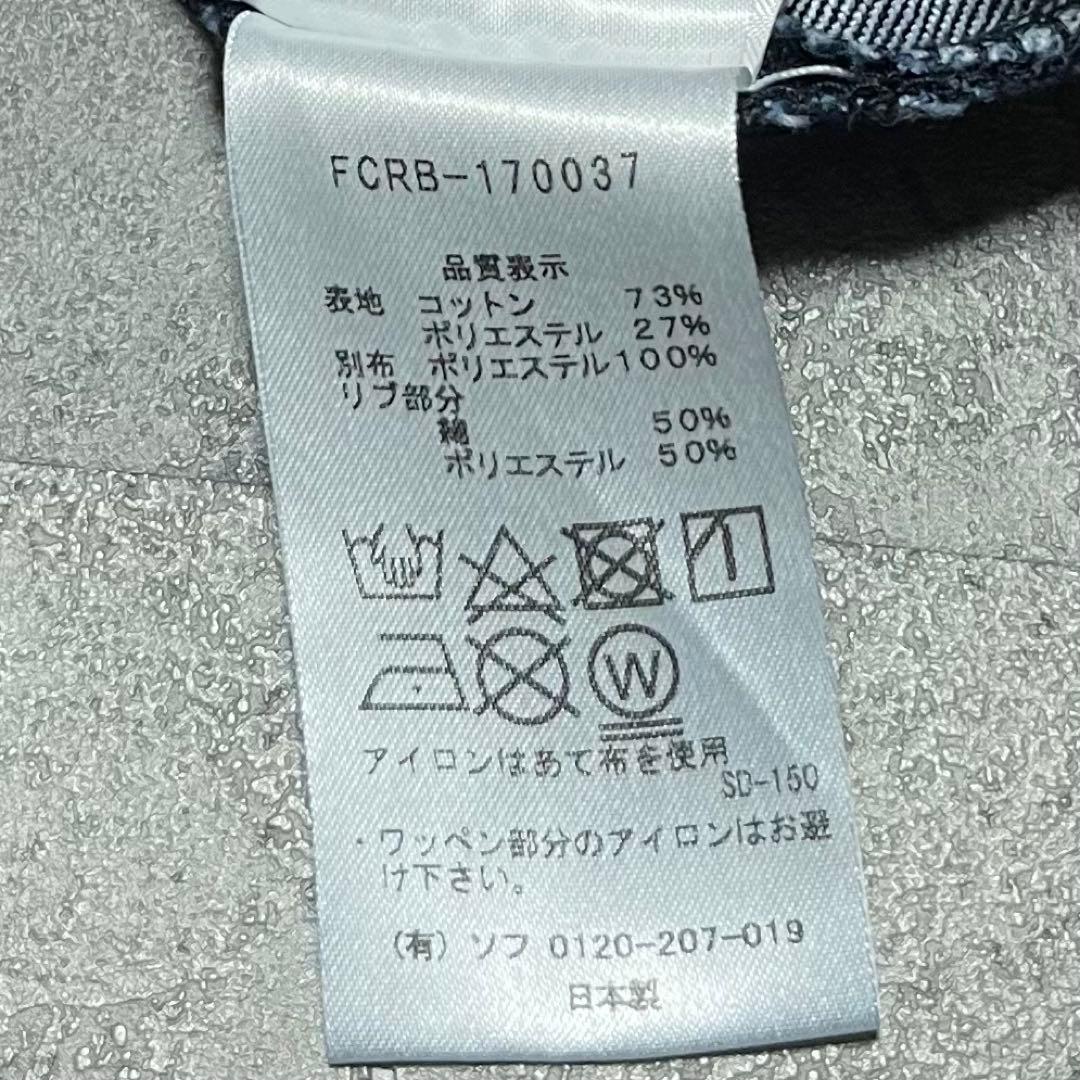 FCRB-170037
品質表示
表地 コットン 73%
ポリエステル 27%
別布 ポリエステル100%
リブ部分
綿 50%
ポリエステル 50%
W
アイロンはあて布を使用
SD-150
・ワッペン部分のアイロンはお避
け下さい。
(有)ソフ 0120-207-019
日本製